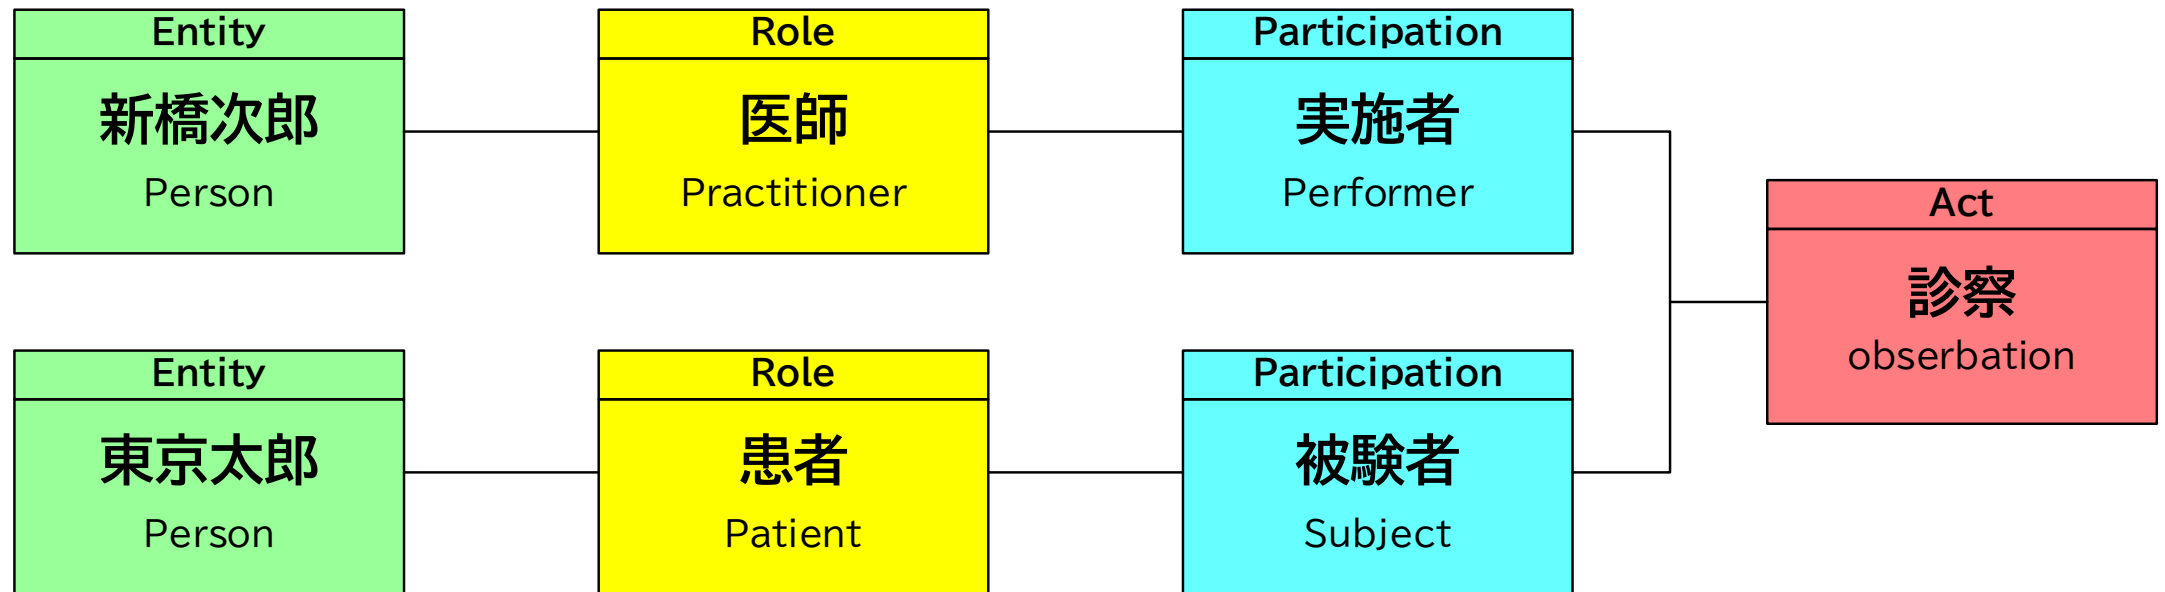 Entity
新橋次郎
Person
Role
医師
Practitioner
Participation
実施者
Performer
Act
診察
obserbation
Entity
東京太郎
Person
Role
患者
Patient
Participation
被験者
Subject